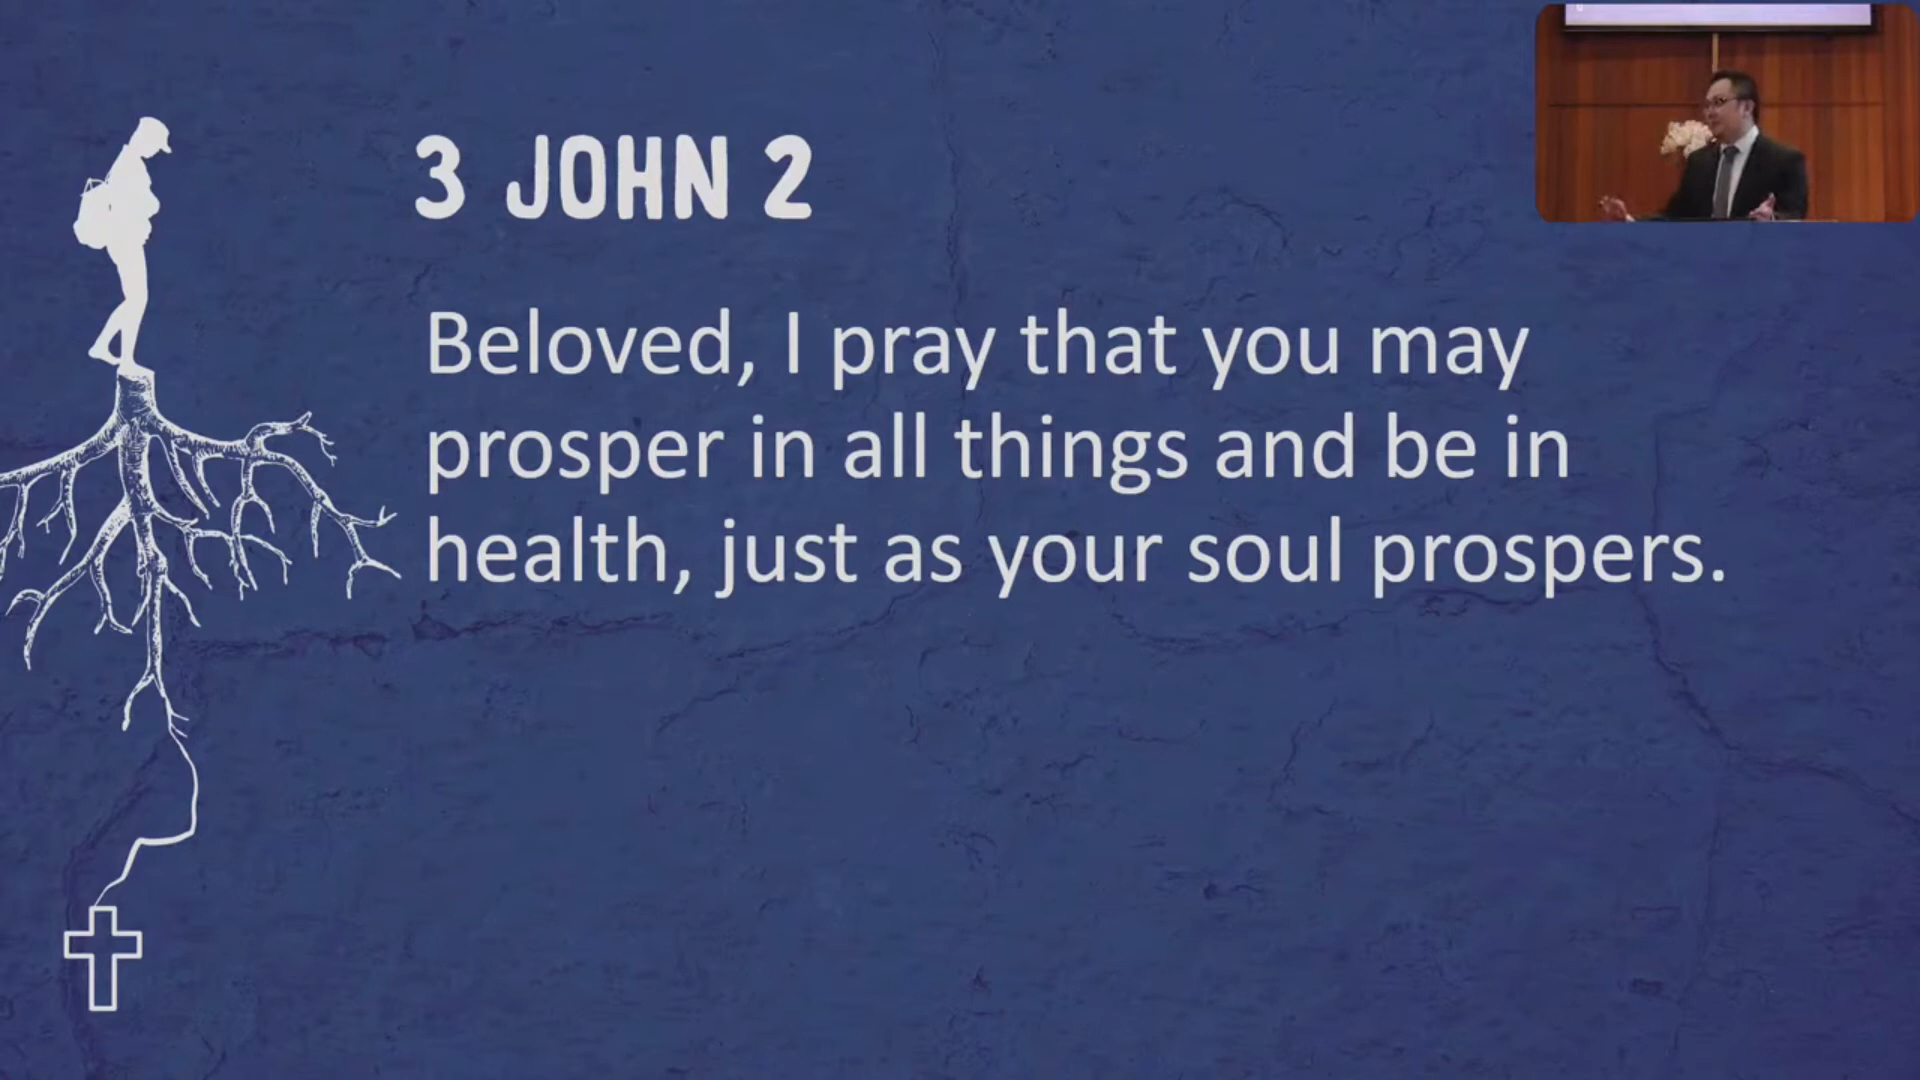 3 JOHN 2
Beloved, I pray that you may
prosper in all things and be in
health, just as your soul prospers.